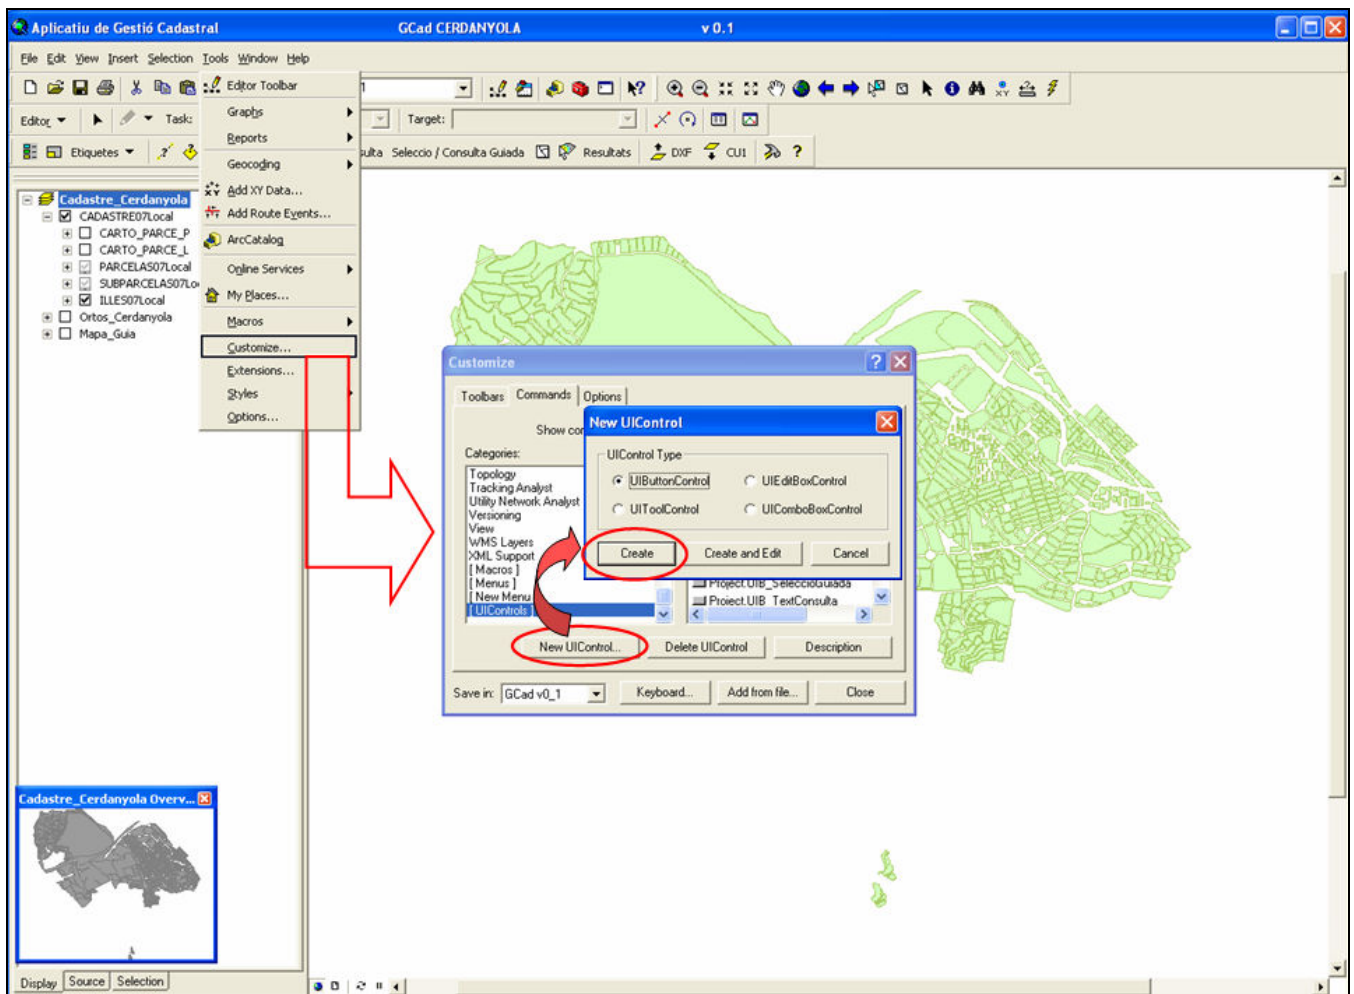 Aplicatiu de Gestió Cadastral GCad CERDANYOLA v 0.1
File Edit View Insert Selection Tools Window Help
Editor Task: Target:
Etiquetes Seleccio / Consulta Guiada Resultats DXF CU1 ?
Editor Toolbar
Graphs
Reports
Geocoding
Add XY Data...
Add Route Events...
ArcCatalog
Online Services
My Places...
Macros
Customize...
Extensions...
Styles
Options...
Cadastre_Cerdanyola
CADASTRE07Local
CARTO_PARCE_P
CARTO_PARCE_L
PARCELAS07Local
SUBPARCELAS07Lo
ILLES07Local
Ortos_Cerdanyola
Mapa_Guia
Customize
Toolbars Commands Options
Show
Categories:
Topology
Tracking Analyst
Utility Network Analyst
Versioning
View
WMS Layers
XML Support
[ Macros ]
[ Menus ]
[ New Menu
[ UIControls ]
New UIControl
UIControl Type
UIButtonControl UIEditBoxControl
UIToolControl UIComboBoxControl
Create Create and Edit Cancel
Project.UIB_SeleccioGuiada
Project.UIB_TextConsulta
New UIControl... Delete UIControl Description
Save in: GCad v0_1 Keyboard... Add from file... Close
Cadastre_Cerdanyola Overv...
Display Source Selection